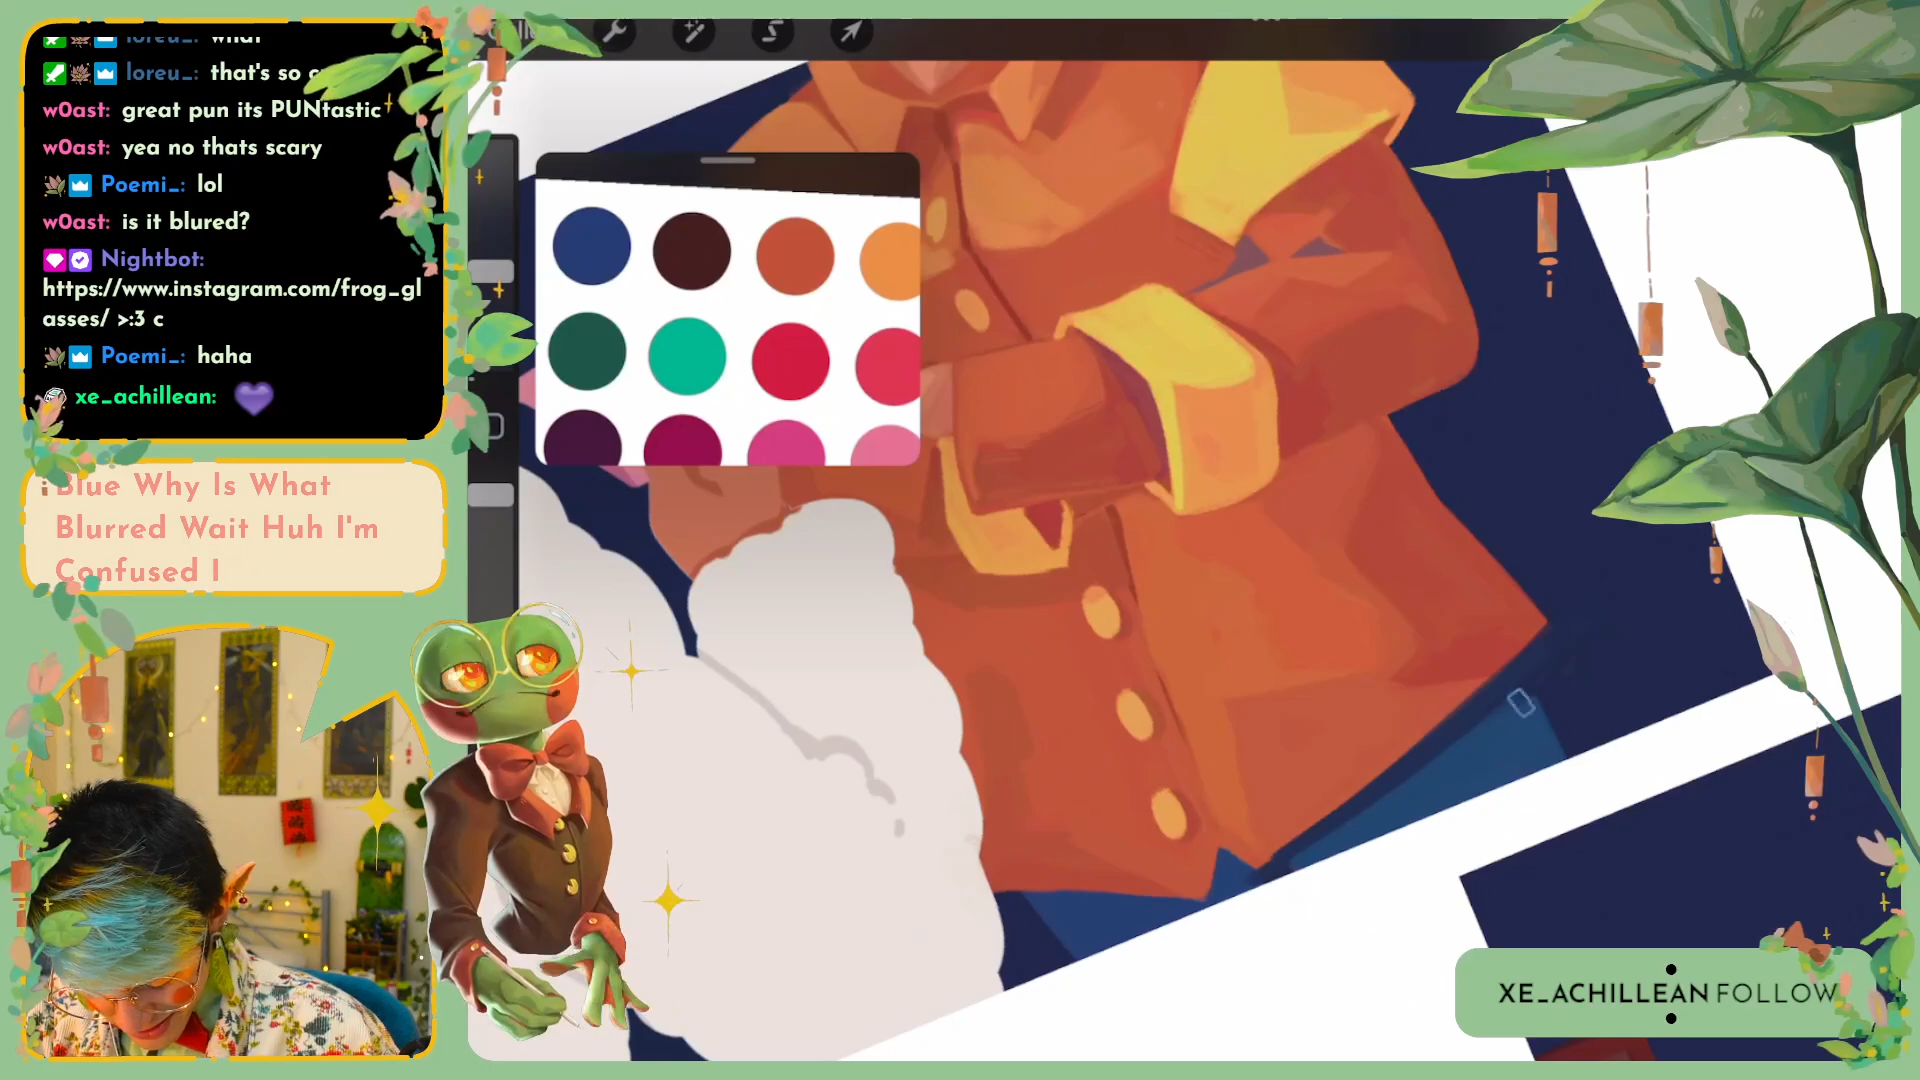 loreu_: what
loreu_: that's so
w0ast: great pun its PUNtastic
w0ast: yea no thats scary
Poemi_: lol
w0ast: is it blured?
Nightbot:
https://www.instagram.com/frog_gl
asses/ >:3 c
Poemi_: haha
xe_achillean:
Blue Why Is What
Blurred Wait Huh I'm
Confused I
XE_ACHILLEAN FOLLOW